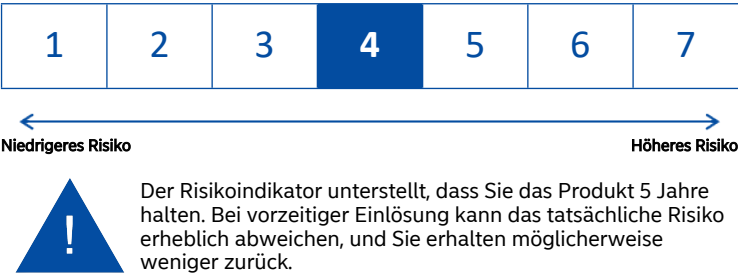 1 2 3 4 5 6 7
Niedrigeres Risiko Höheres Risiko
!
Der Risikoindikator unterstellt, dass Sie das Produkt 5 Jahre
halten. Bei vorzeitiger Einlösung kann das tatsächliche Risiko
erheblich abweichen, und Sie erhalten möglicherweise
weniger zurück.